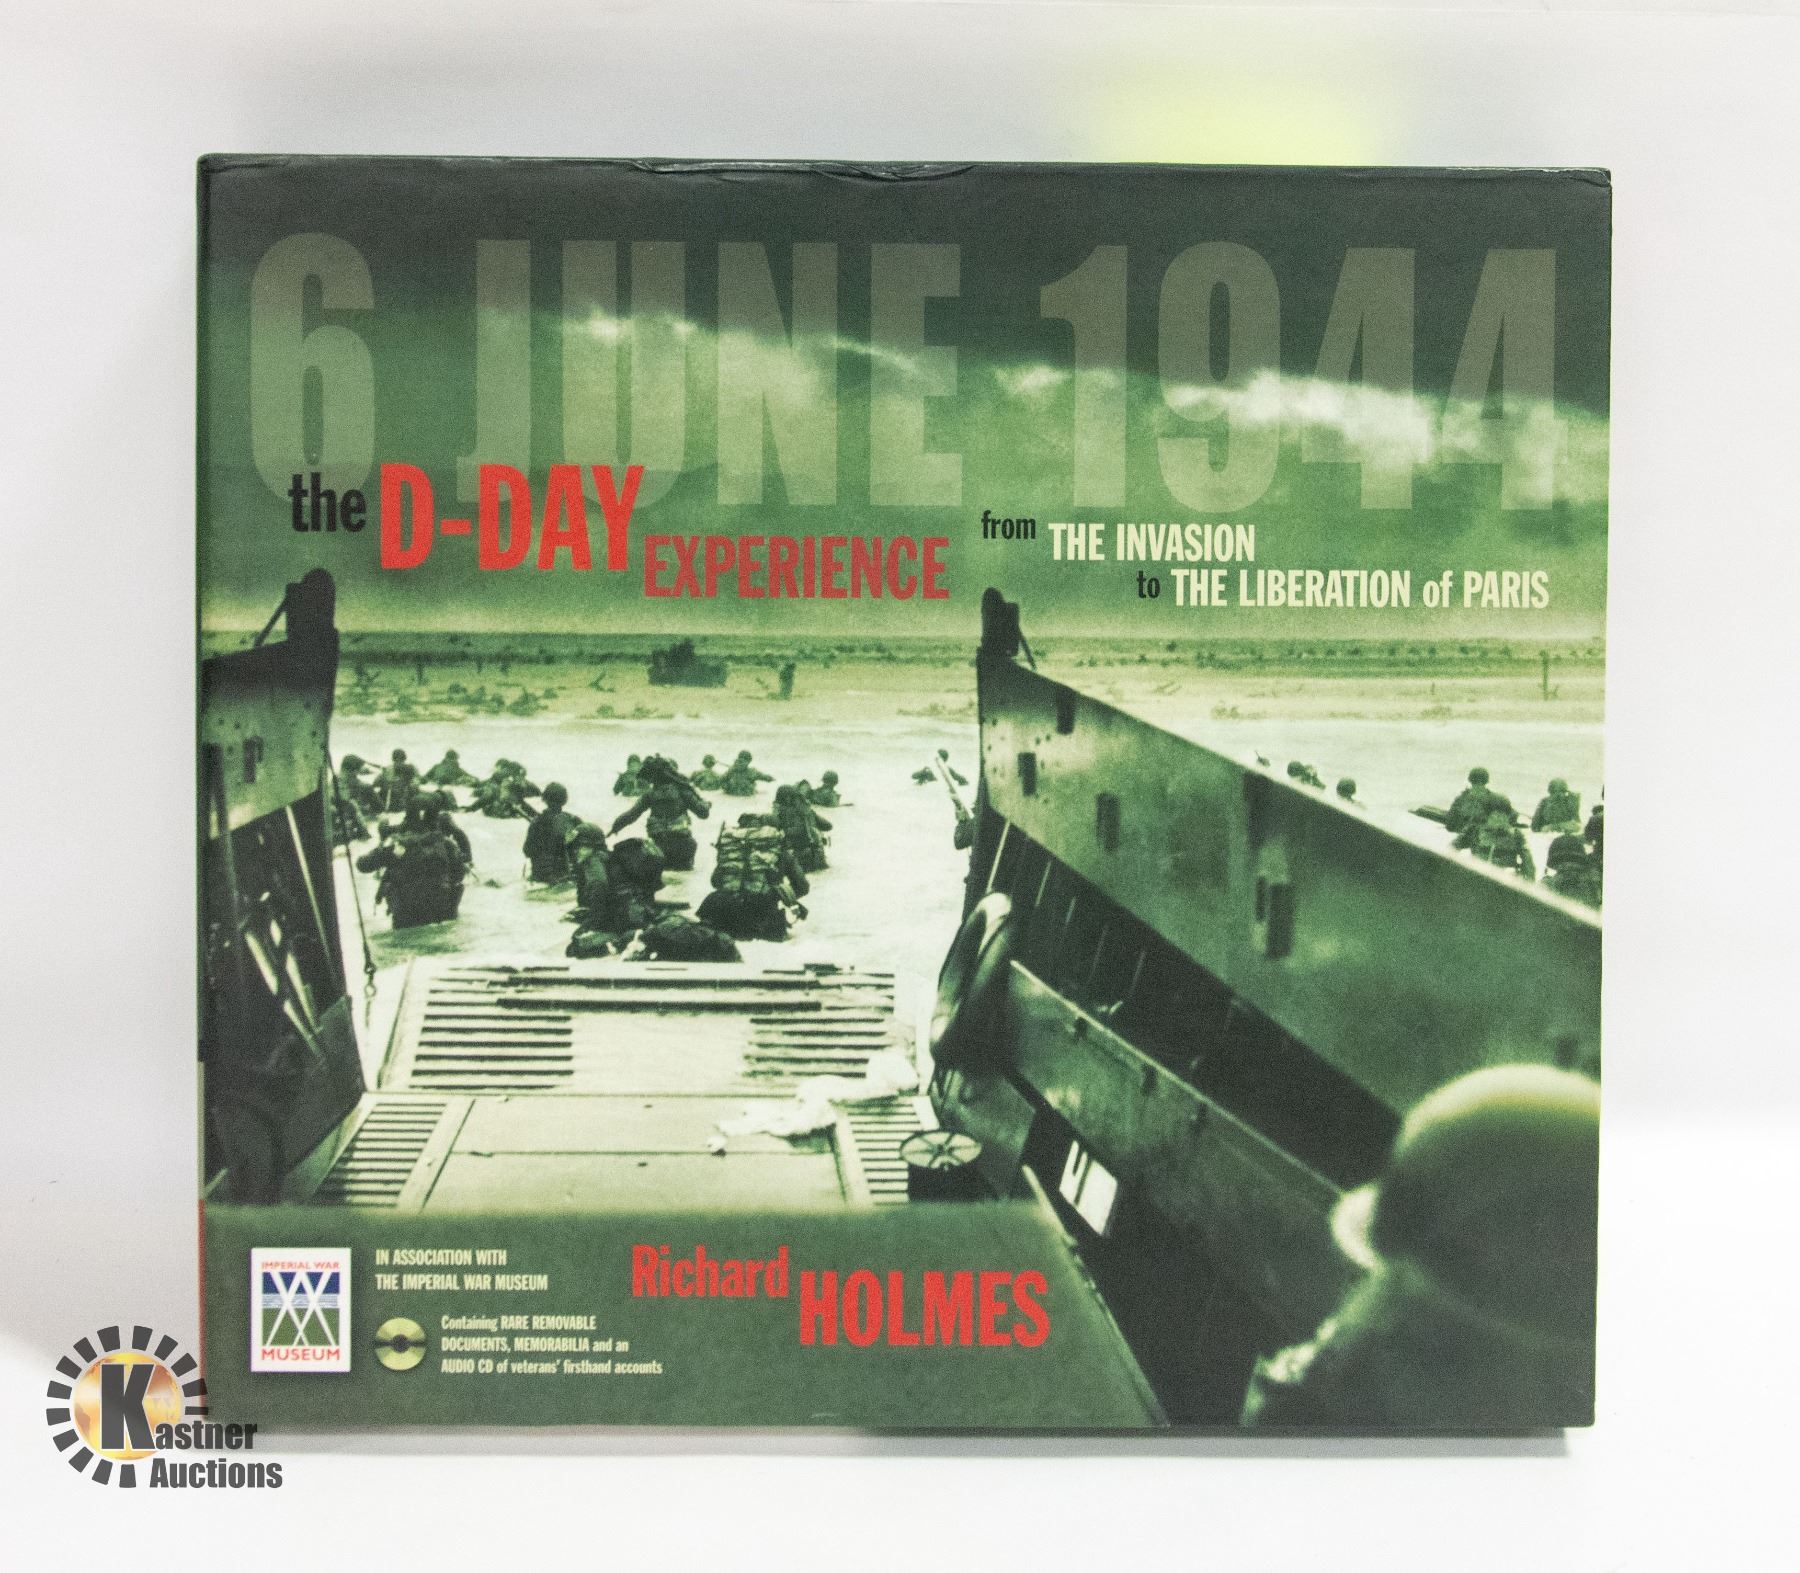 6 JUNE 1944
the D-DAY EXPERIENCE
from THE INVASION
to THE LIBERATION of PARIS
IMPERIAL WAR
MUSEUM
IN ASSOCIATION WITH
THE IMPERIAL WAR MUSEUM
Containing RARE REMOVABLE
DOCUMENTS, MEMORABILIA and an
AUDIO CD of veterans' firsthand accounts
Richard HOLMES
Kastner
Auctions